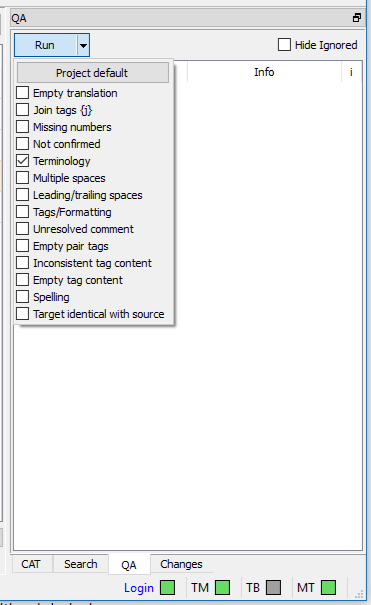 QA
Run
Hide Ignored
Project default
Info
i
Empty translation
Join tags {j}
Missing numbers
Not confirmed
Terminology
Multiple spaces
Leading/trailing spaces
Tags/Formatting
Unresolved comment
Empty pair tags
Inconsistent tag content
Empty tag content
Spelling
Target identical with source
CAT Search QA Changes
Login TM TB MT